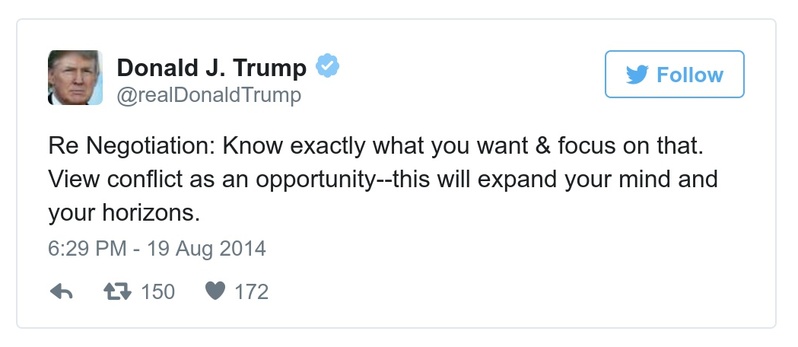 Donald J. Trump
@realDonaldTrump
Follow
Re Negotiation: Know exactly what you want & focus on that.
View conflict as an opportunity--this will expand your mind and
your horizons.
6:29 PM - 19 Aug 2014
150 172